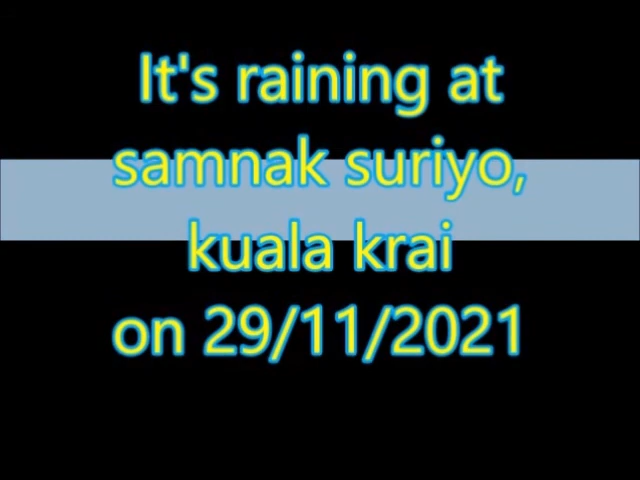 It's raining at
samnak suriyo,
kuala krai
on 29/11/2021